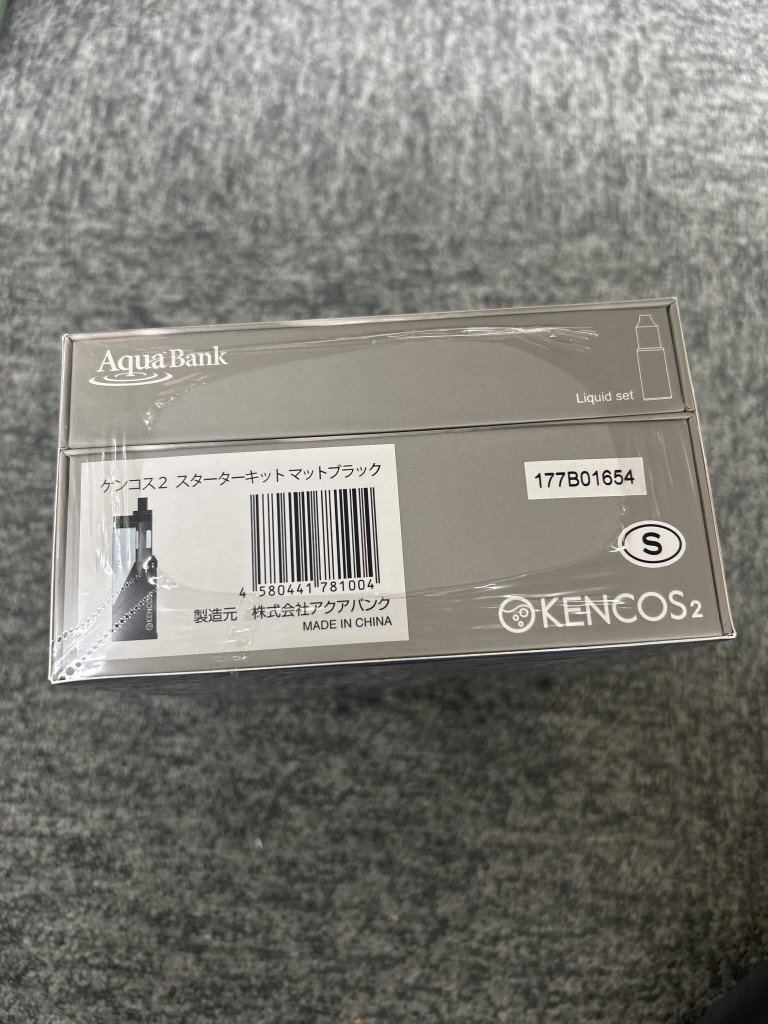 Aqua Bank
Liquid set
ケンコス2 スターターキット マットブラック
177B01654
4 580441 781004
S
製造元 株式会社アクアバンク
MADE IN CHINA
KENCOS2
KENCOS